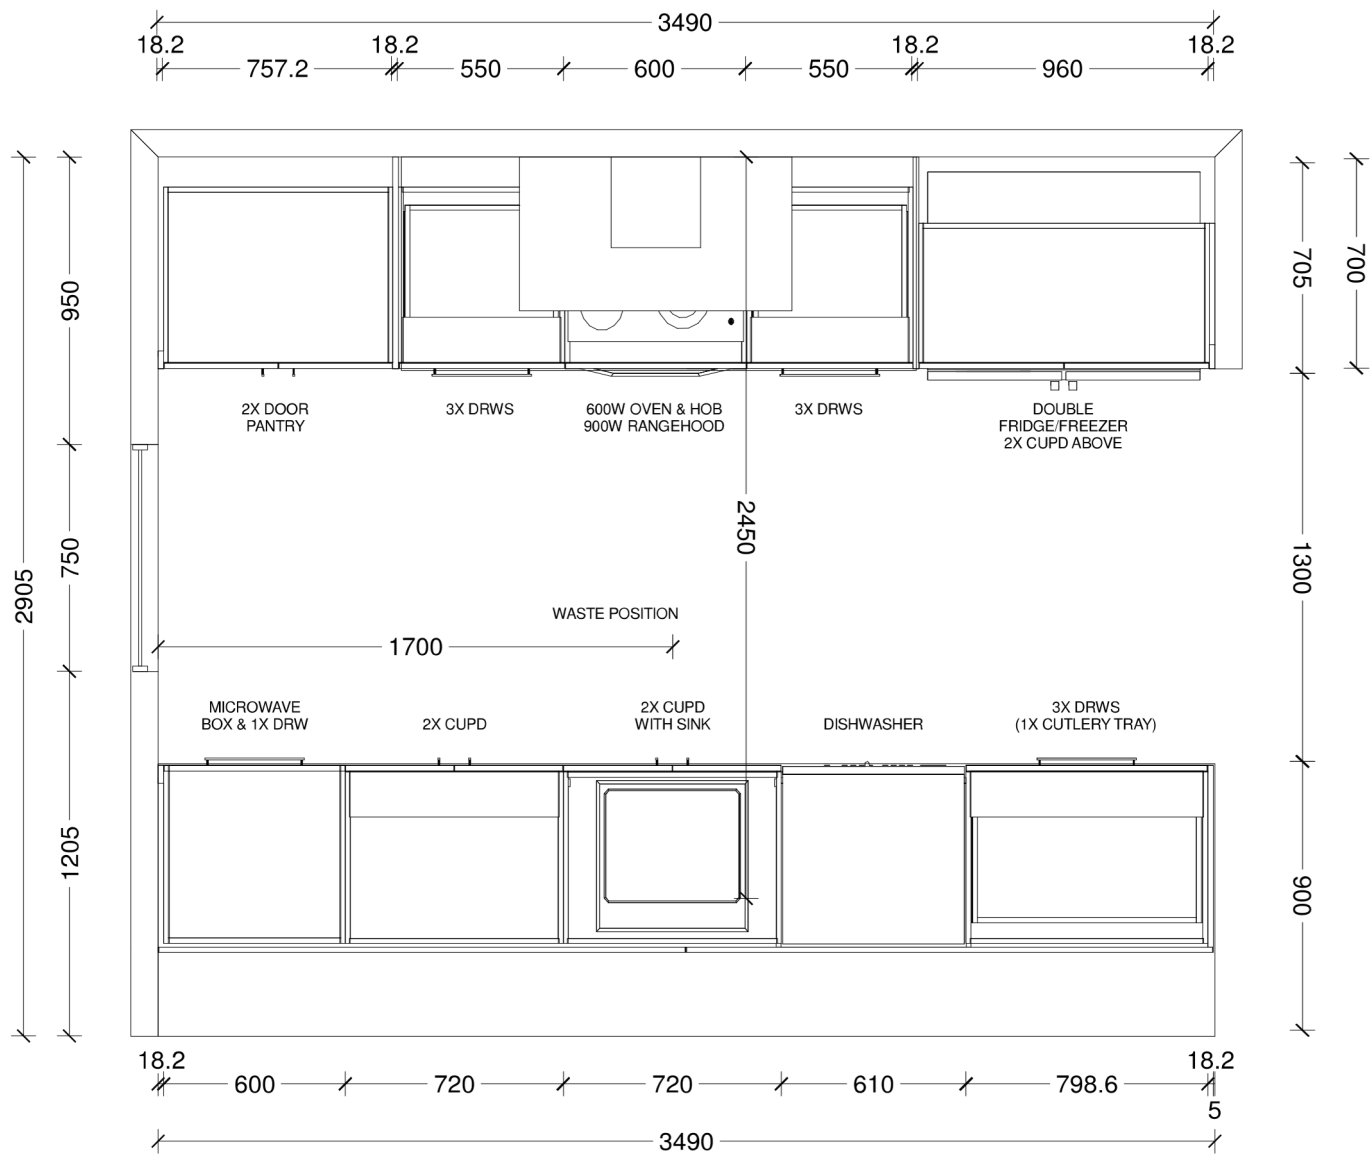 3490
18.2 18.2 18.2 18.2
757.2 550 600 550 960
950
750
1205
2905
705
700
1300
900
2450
2X DOOR
PANTRY
3X DRWS
600W OVEN & HOB
900W RANGEHOOD
3X DRWS
DOUBLE
FRIDGE/FREEZER
2X CUPD ABOVE
WASTE POSITION
1700
MICROWAVE
BOX & 1X DRW
2X CUPD
2X CUPD
WITH SINK
DISHWASHER
3X DRWS
(1X CUTLERY TRAY)
18.2 18.2
600 720 720 610 798.6
5
3490